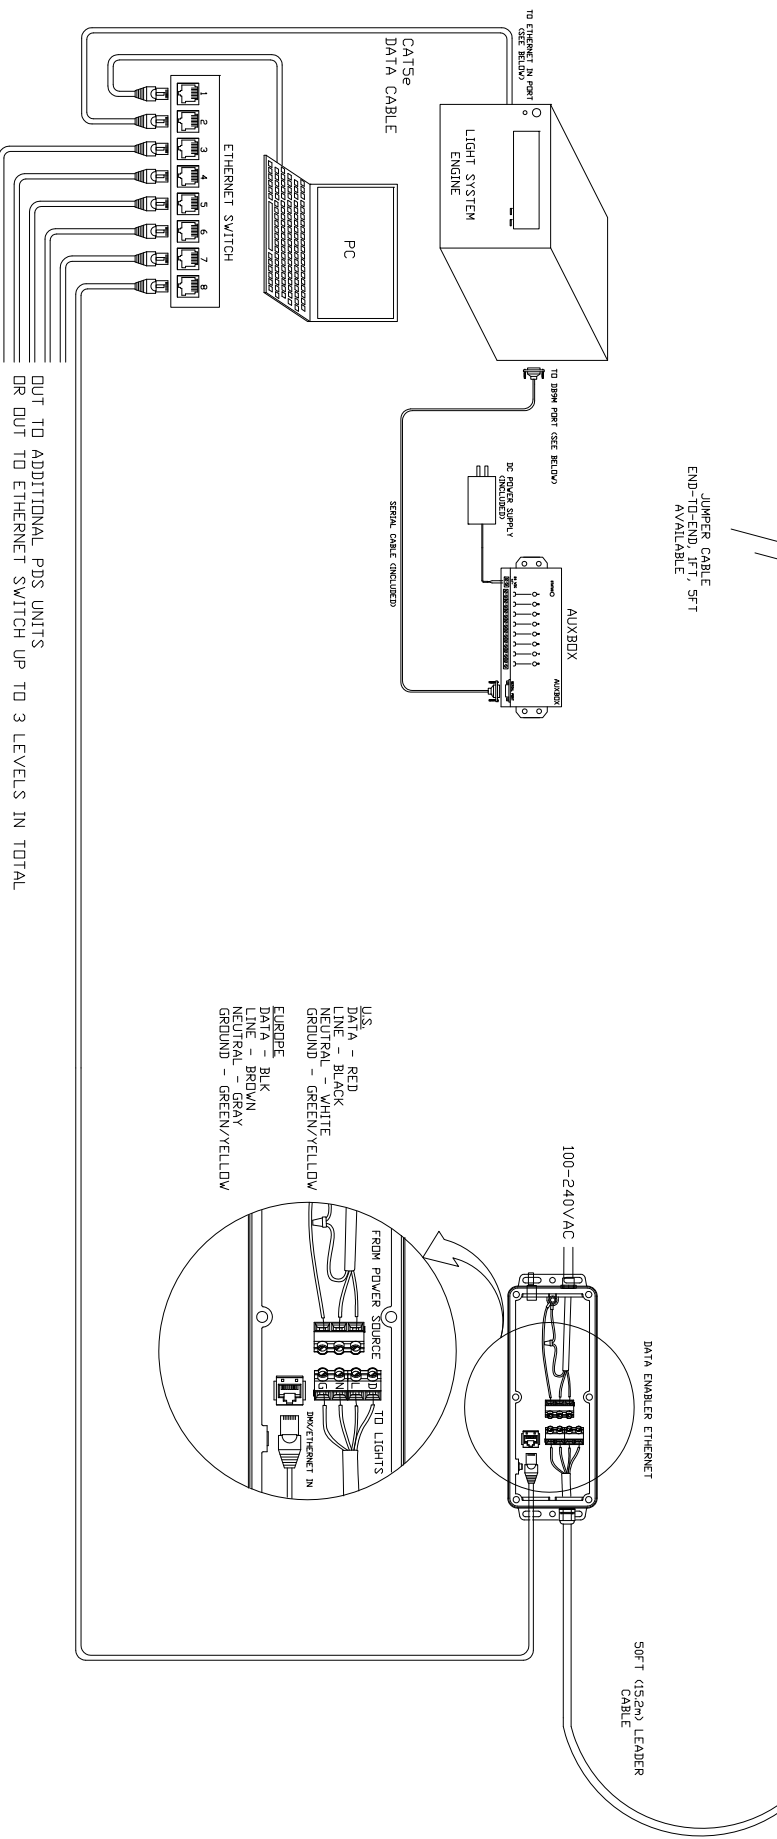 TO ETHERNET IN PORT
(SEE BELOW)
CAT5e
DATA CABLE
LIGHT SYSTEM
ENGINE
PC
ETHERNET SWITCH
1
2
3
4
5
6
7
8
OUT TO ADDITIONAL PDS UNITS
OR OUT TO ETHERNET SWITCH UP TO 3 LEVELS IN TOTAL
TO DB9M PORT (SEE BELOW)
SERIAL CABLE (INCLUDED)
DC POWER SUPPLY
(INCLUDED)
AUXBOX
AUXBOX
JUMPER CABLE
END-TO-END, 1FT, 5FT
AVAILABLE
U.S.
DATA - RED
LINE - BLACK
NEUTRAL - WHITE
GROUND - GREEN/YELLOW
EUROPE
DATA - BLK
LINE - BROWN
NEUTRAL - GRAY
GROUND - GREEN/YELLOW
100-240VAC
FROM POWER SOURCE
TO LIGHTS
D
L
N
G
DMX/ETHERNET IN
DATA ENABLER ETHERNET
50FT (15.2m) LEADER
CABLE